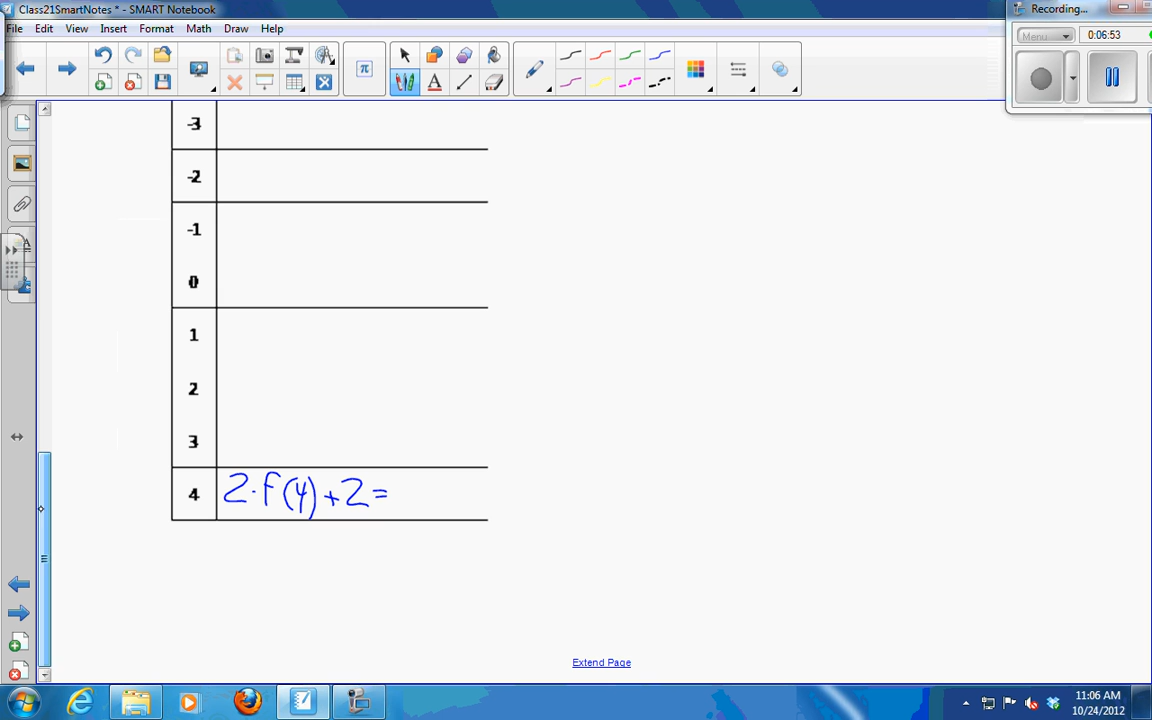 Class21SmartNotes * - SMART Notebook
Recording...
File Edit View Insert Format Math Draw Help
Menu 0:06:53
π A
-3
-2
-1
0
1
2
3
4 2·f(4)+2=
Extend Page
11:06 AM
10/24/2012